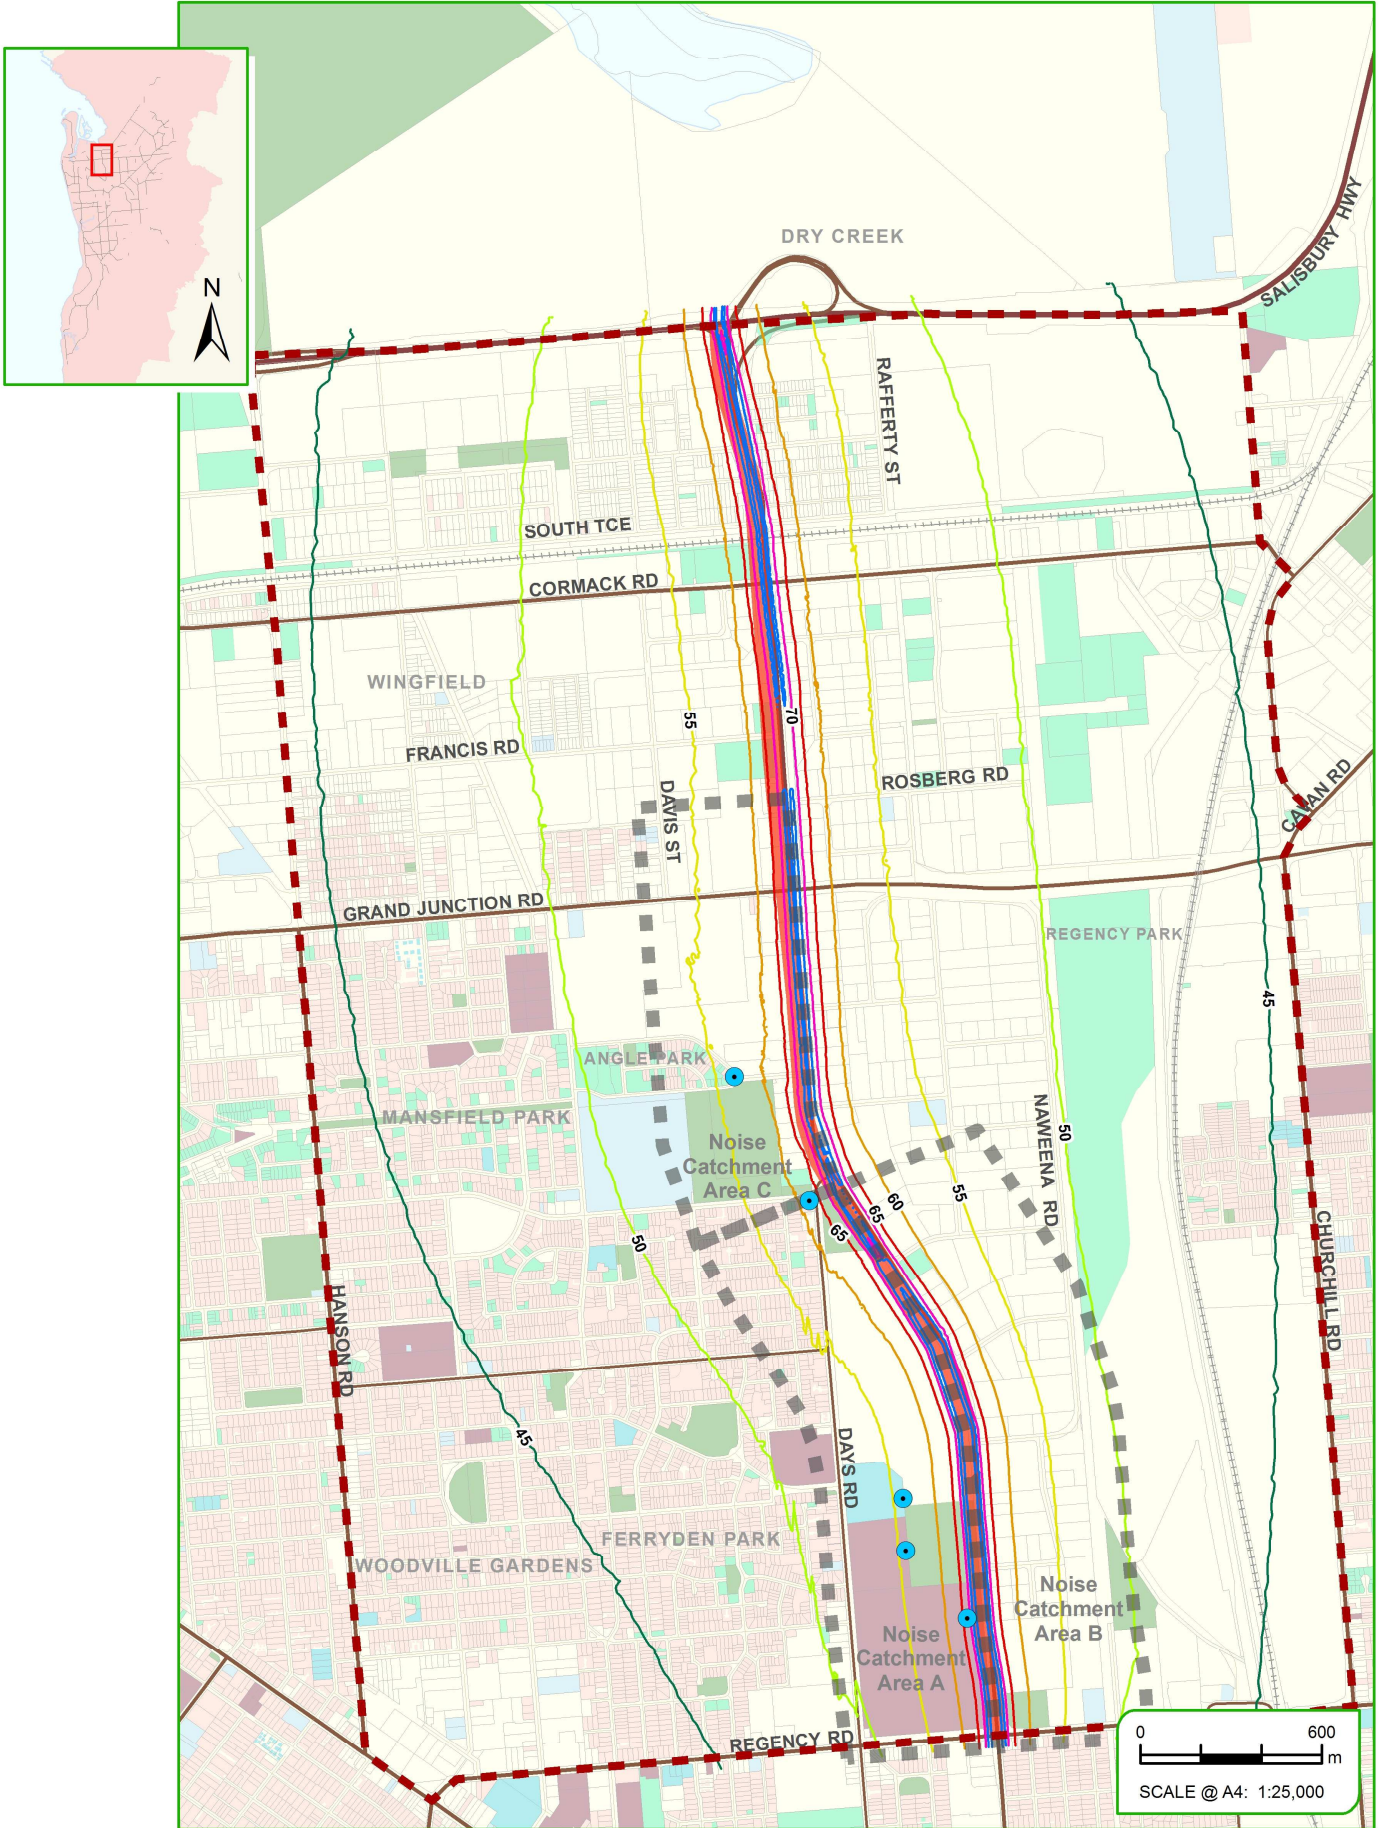 N
DRY CREEK
SALISBURY HWY
RAFFERTY ST
SOUTH TCE
CORMACK RD
WINGFIELD
55
70
FRANCIS RD
DAVIS ST
ROSBERG RD
CAVAN RD
GRAND JUNCTION RD
REGENCY PARK
45
ANGLE PARK
MANSFIELD PARK
NAWEENA RD
50
Noise
Catchment
Area C
55
60
65
65
50
CHURCHILL RD
HANSON RD
45
DAYS RD
FERRYDEN PARK
WOODVILLE GARDENS
Noise
Catchment
Area B
Noise
Catchment
Area A
REGENCY RD
0 600
m
SCALE @ A4: 1:25,000